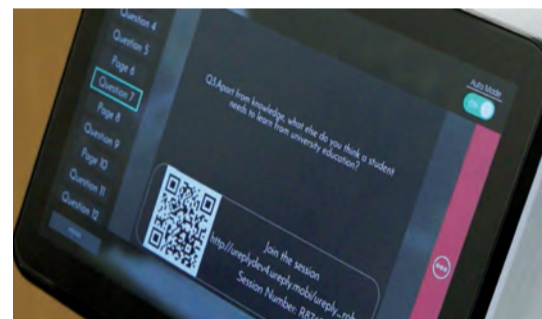 Question 4
Question 5
Page 6
Question 7
Page 8
Question 9
Page 10
Question 11
Question 12
Auto Mode
ON
Q3.Apart from knowledge, what else do you think a student
needs to learn from university education?
Join the session
Session Number: